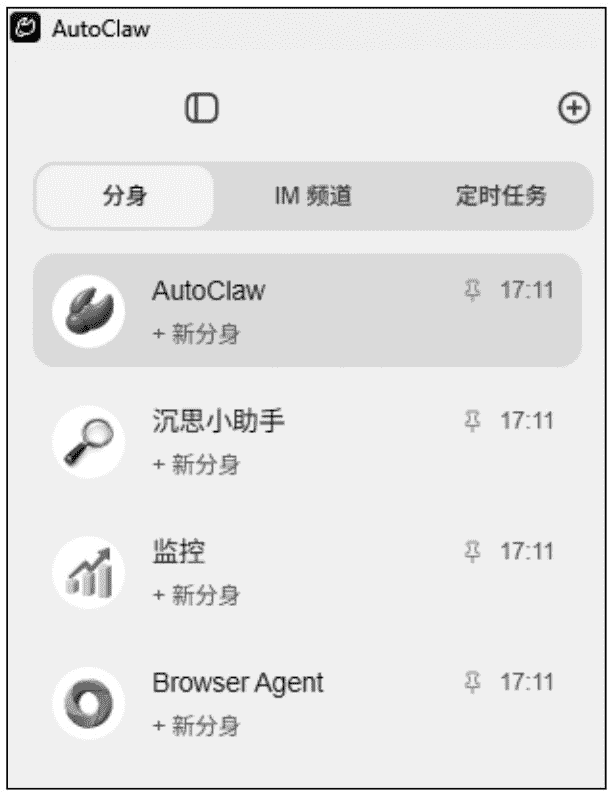 AutoClaw
分身 IM 频道 定时任务
AutoClaw 17:11
+ 新分身
沉思小助手 17:11
+ 新分身
监控 17:11
+ 新分身
Browser Agent 17:11
+ 新分身